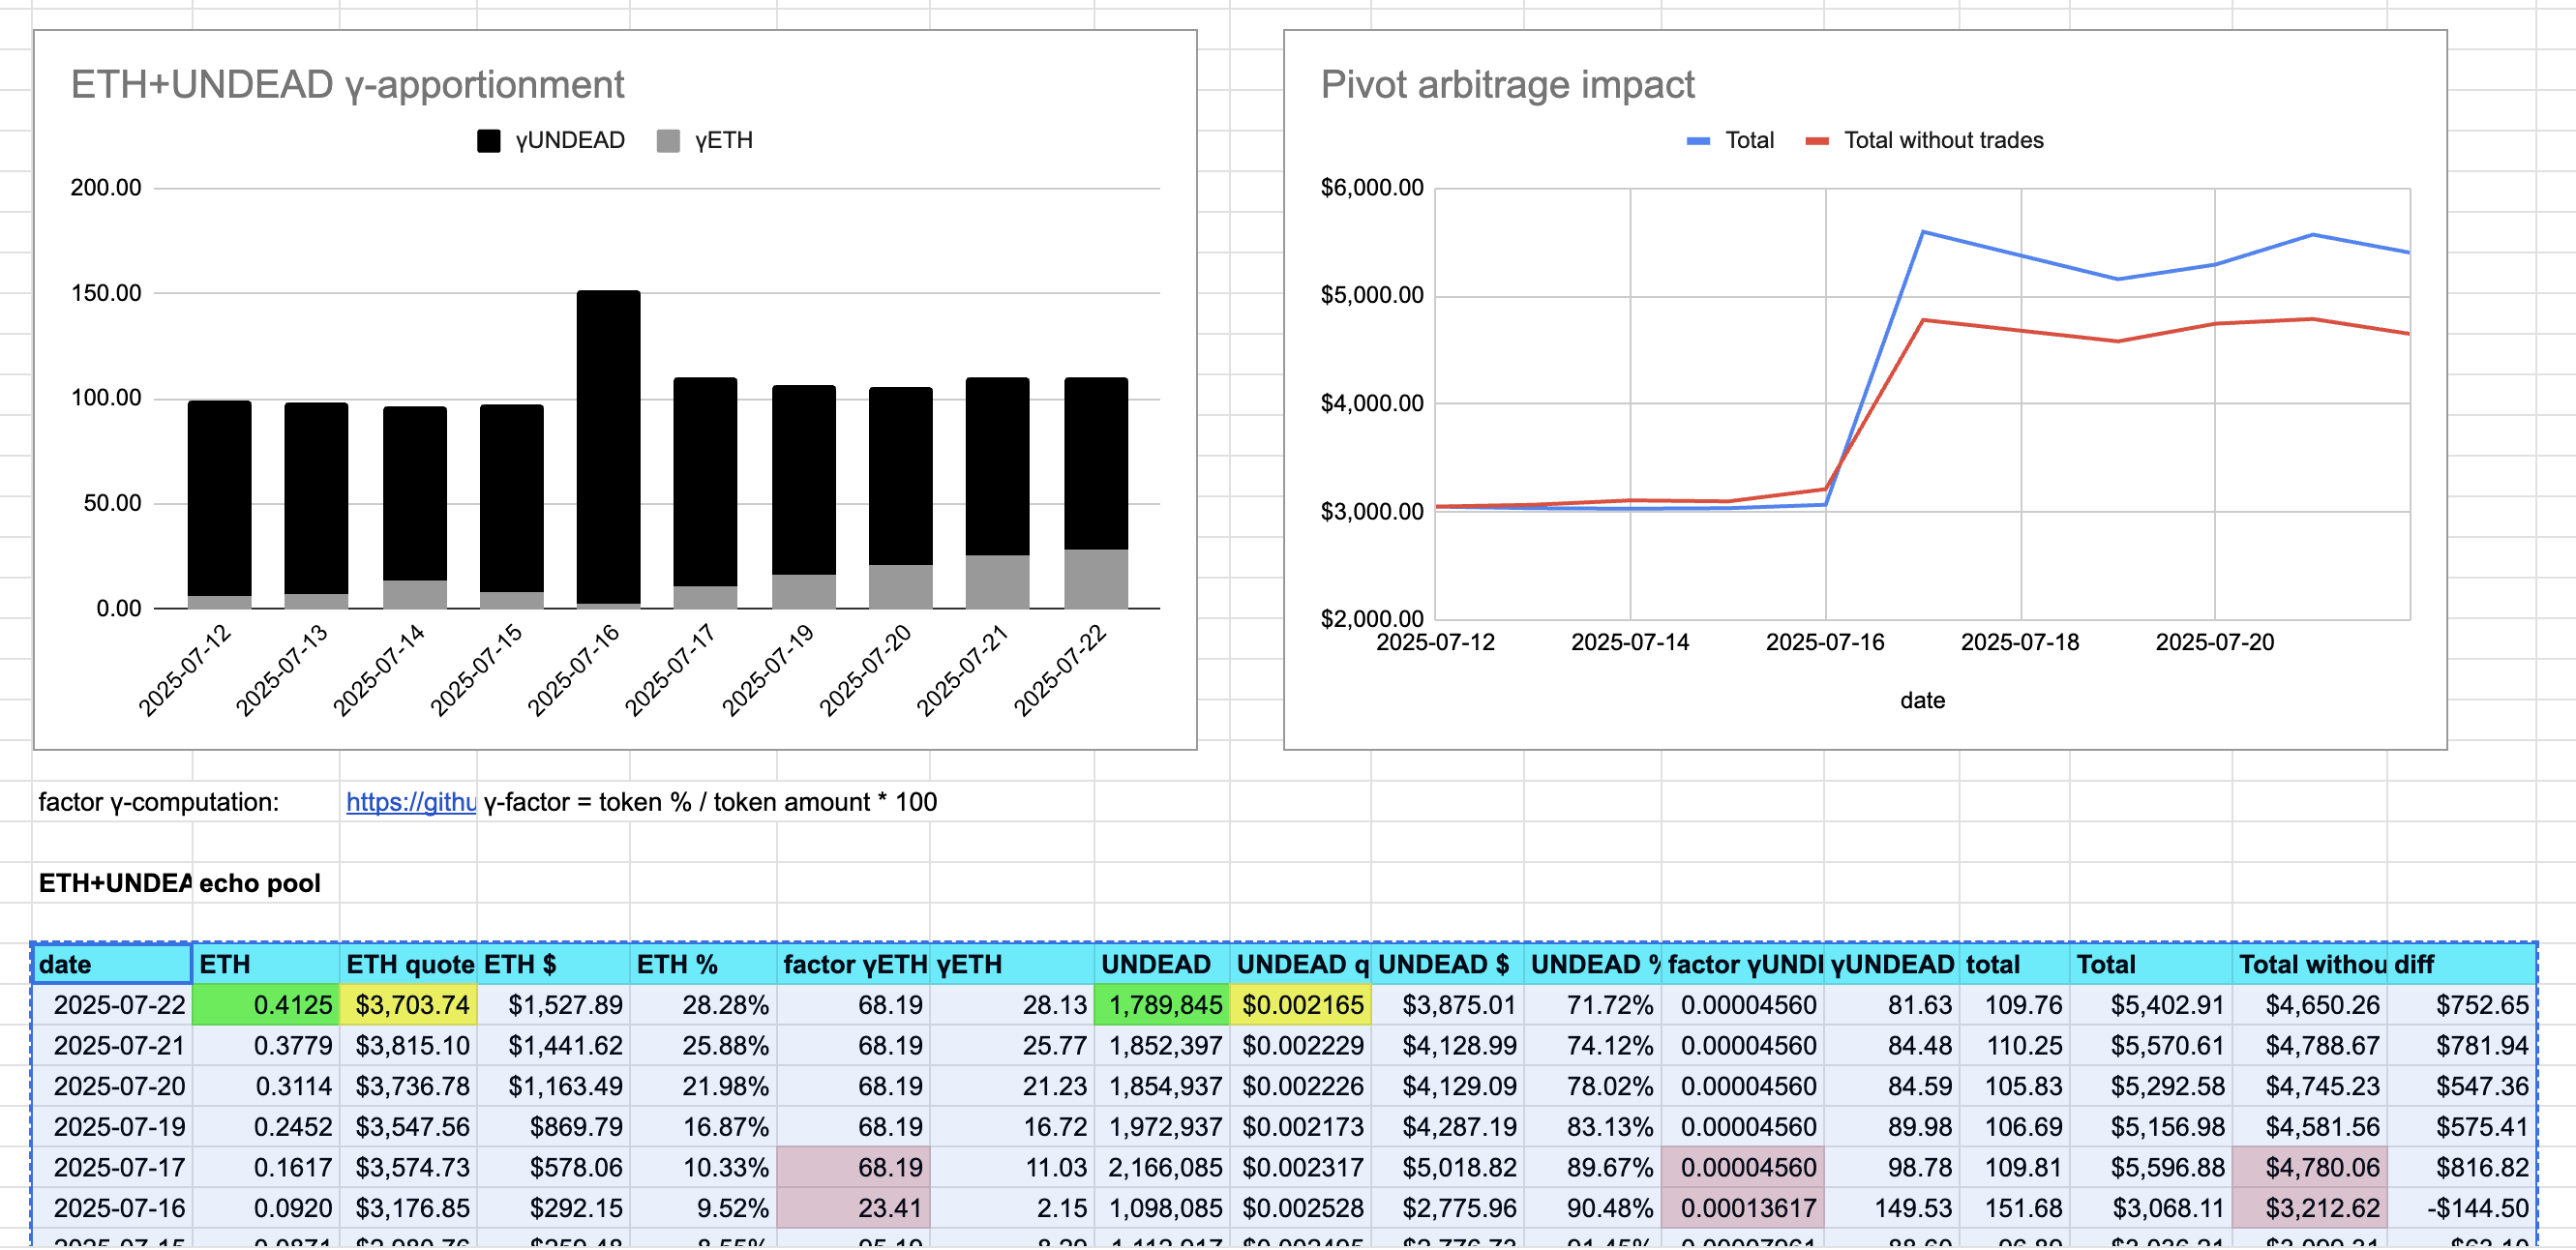 ETH+UNDEAD γ-apportionment
γUNDEAD γETH
200.00
150.00
100.00
50.00
0.00
2025-07-12 2025-07-13 2025-07-14 2025-07-15 2025-07-16 2025-07-17 2025-07-19 2025-07-20 2025-07-21 2025-07-22
Pivot arbitrage impact
Total Total without trades
$6,000.00
$5,000.00
$4,000.00
$3,000.00
$2,000.00
2025-07-12 2025-07-14 2025-07-16 2025-07-18 2025-07-20
date
factor γ-computation: https://githu γ-factor = token % / token amount * 100
ETH+UNDEA echo pool
date ETH ETH quote ETH $ ETH % factor γETH γETH UNDEAD UNDEAD q UNDEAD $ UNDEAD % factor γUNDI γUNDEAD total Total Total withou diff
2025-07-22 0.4125 $3,703.74 $1,527.89 28.28% 68.19 28.13 1,789,845 $0.002165 $3,875.01 71.72% 0.00004560 81.63 109.76 $5,402.91 $4,650.26 $752.65
2025-07-21 0.3779 $3,815.10 $1,441.62 25.88% 68.19 25.77 1,852,397 $0.002229 $4,128.99 74.12% 0.00004560 84.48 110.25 $5,570.61 $4,788.67 $781.94
2025-07-20 0.3114 $3,736.78 $1,163.49 21.98% 68.19 21.23 1,854,937 $0.002226 $4,129.09 78.02% 0.00004560 84.59 105.83 $5,292.58 $4,745.23 $547.36
2025-07-19 0.2452 $3,547.56 $869.79 16.87% 68.19 16.72 1,972,937 $0.002173 $4,287.19 83.13% 0.00004560 89.98 106.69 $5,156.98 $4,581.56 $575.41
2025-07-17 0.1617 $3,574.73 $578.06 10.33% 68.19 11.03 2,166,085 $0.002317 $5,018.82 89.67% 0.00004560 98.78 109.81 $5,596.88 $4,780.06 $816.82
2025-07-16 0.0920 $3,176.85 $292.15 9.52% 23.41 2.15 1,098,085 $0.002528 $2,775.96 90.48% 0.00013617 149.53 151.68 $3,068.11 $3,212.62 -$144.50
2025-07-15